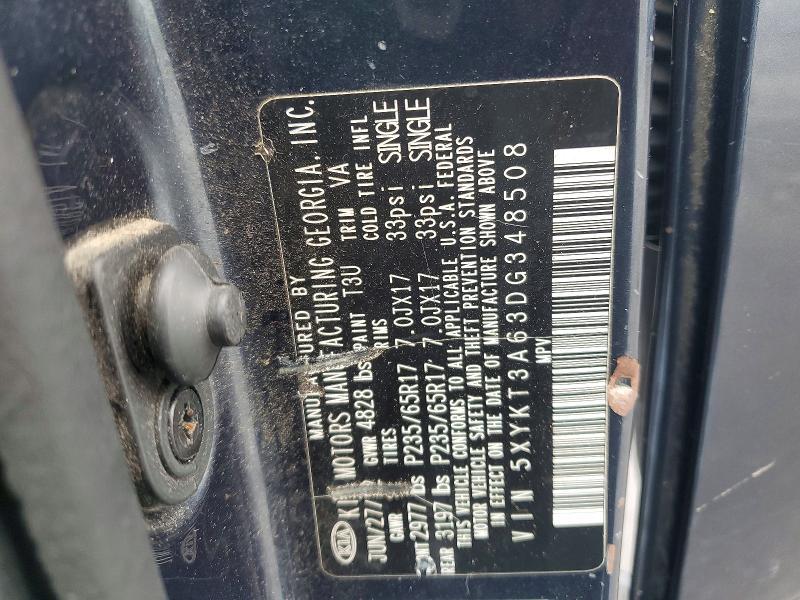 MANUFACTURED BY
KIA MOTORS MANUFACTURING GEORGIA, INC.
JUN/27/ GVWR 4828 lbs PAINT T3U TRIM VA
GAWR TIRES RIMS COLD TIRE INFL
2977 lbs P235/65R17 7.0JX17 33psi SINGLE
REAR 3197 lbs P235/65R17 7.0JX17 33psi SINGLE
THIS VEHICLE CONFORMS TO ALL APPLICABLE U.S.A. FEDERAL
MOTOR VEHICLE SAFETY AND THEFT PREVENTION STANDARDS
IN EFFECT ON THE DATE OF MANUFACTURE SHOWN ABOVE
VIN 5XYKT3A63DG348508
MPV